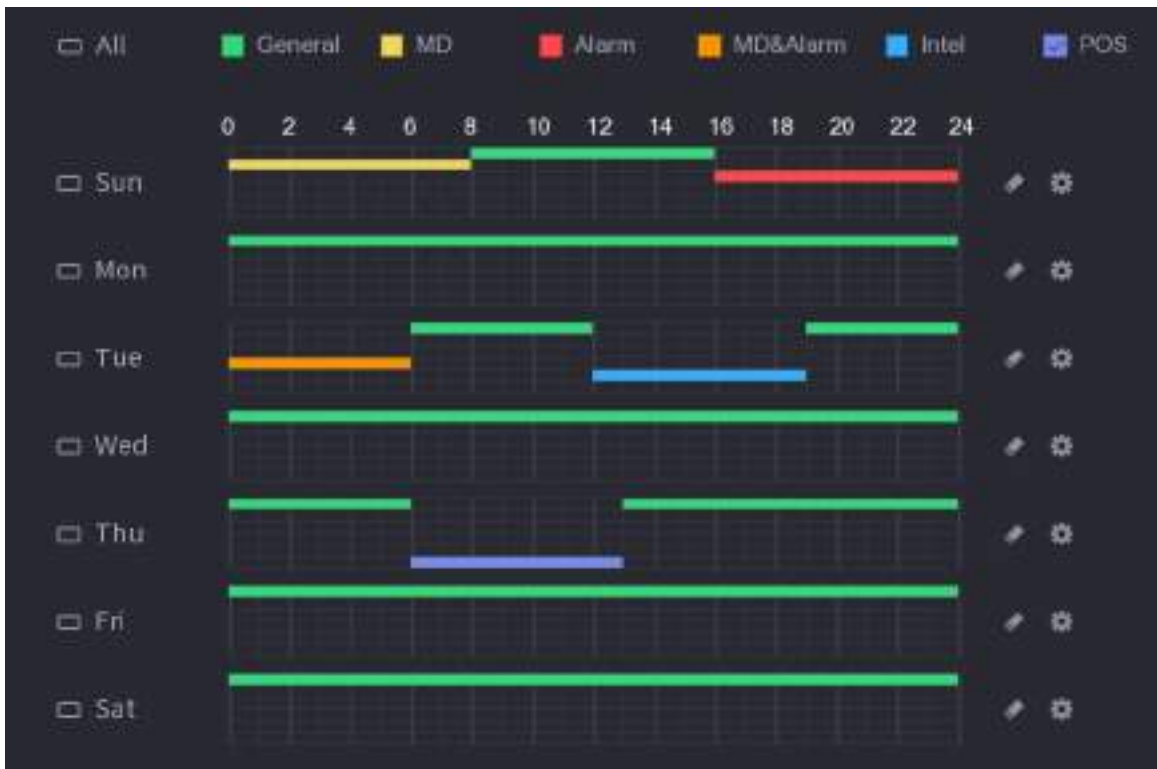 All General MD Alarm MD&Alarm Intel POS
0 2 4 6 8 10 12 14 16 18 20 22 24
Sun
Mon
Tue
Wed
Thu
Fri
Sat